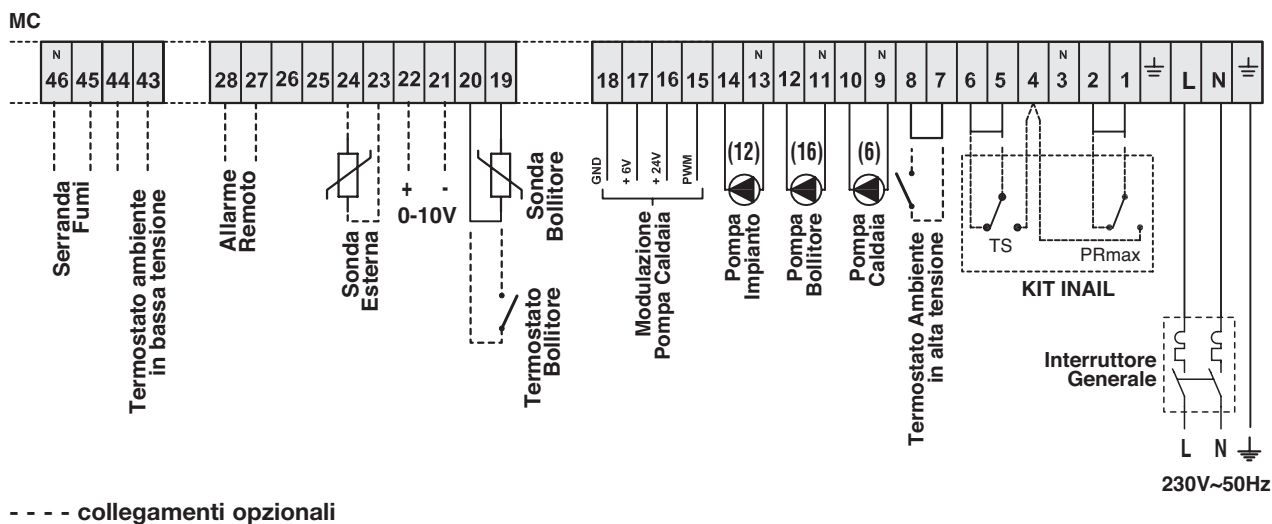 MC
N N N N N
46 45 44 43 28 27 26 25 24 23 22 21 20 19 18 17 16 15 14 13 12 11 10 9 8 7 6 5 4 3 2 1 L N
Serranda
Fumi
Termostato ambiente
in bassa tensione
Allarme
Remoto
Sonda
Esterna
+ -
0-10V
Sonda
Bollitore
Termostato
Bollitore
GND
+ 6V
+ 24V
PWM
Modulazione
Pompa Caldaia
(12)
Pompa
Impianto
(16)
Pompa
Bollitore
(6)
Pompa
Caldaia
Termostato Ambiente
in alta tensione
TS
PRmax
KIT INAIL
Interruttore
Generale
L N
230V~50Hz
- - - - collegamenti opzionali